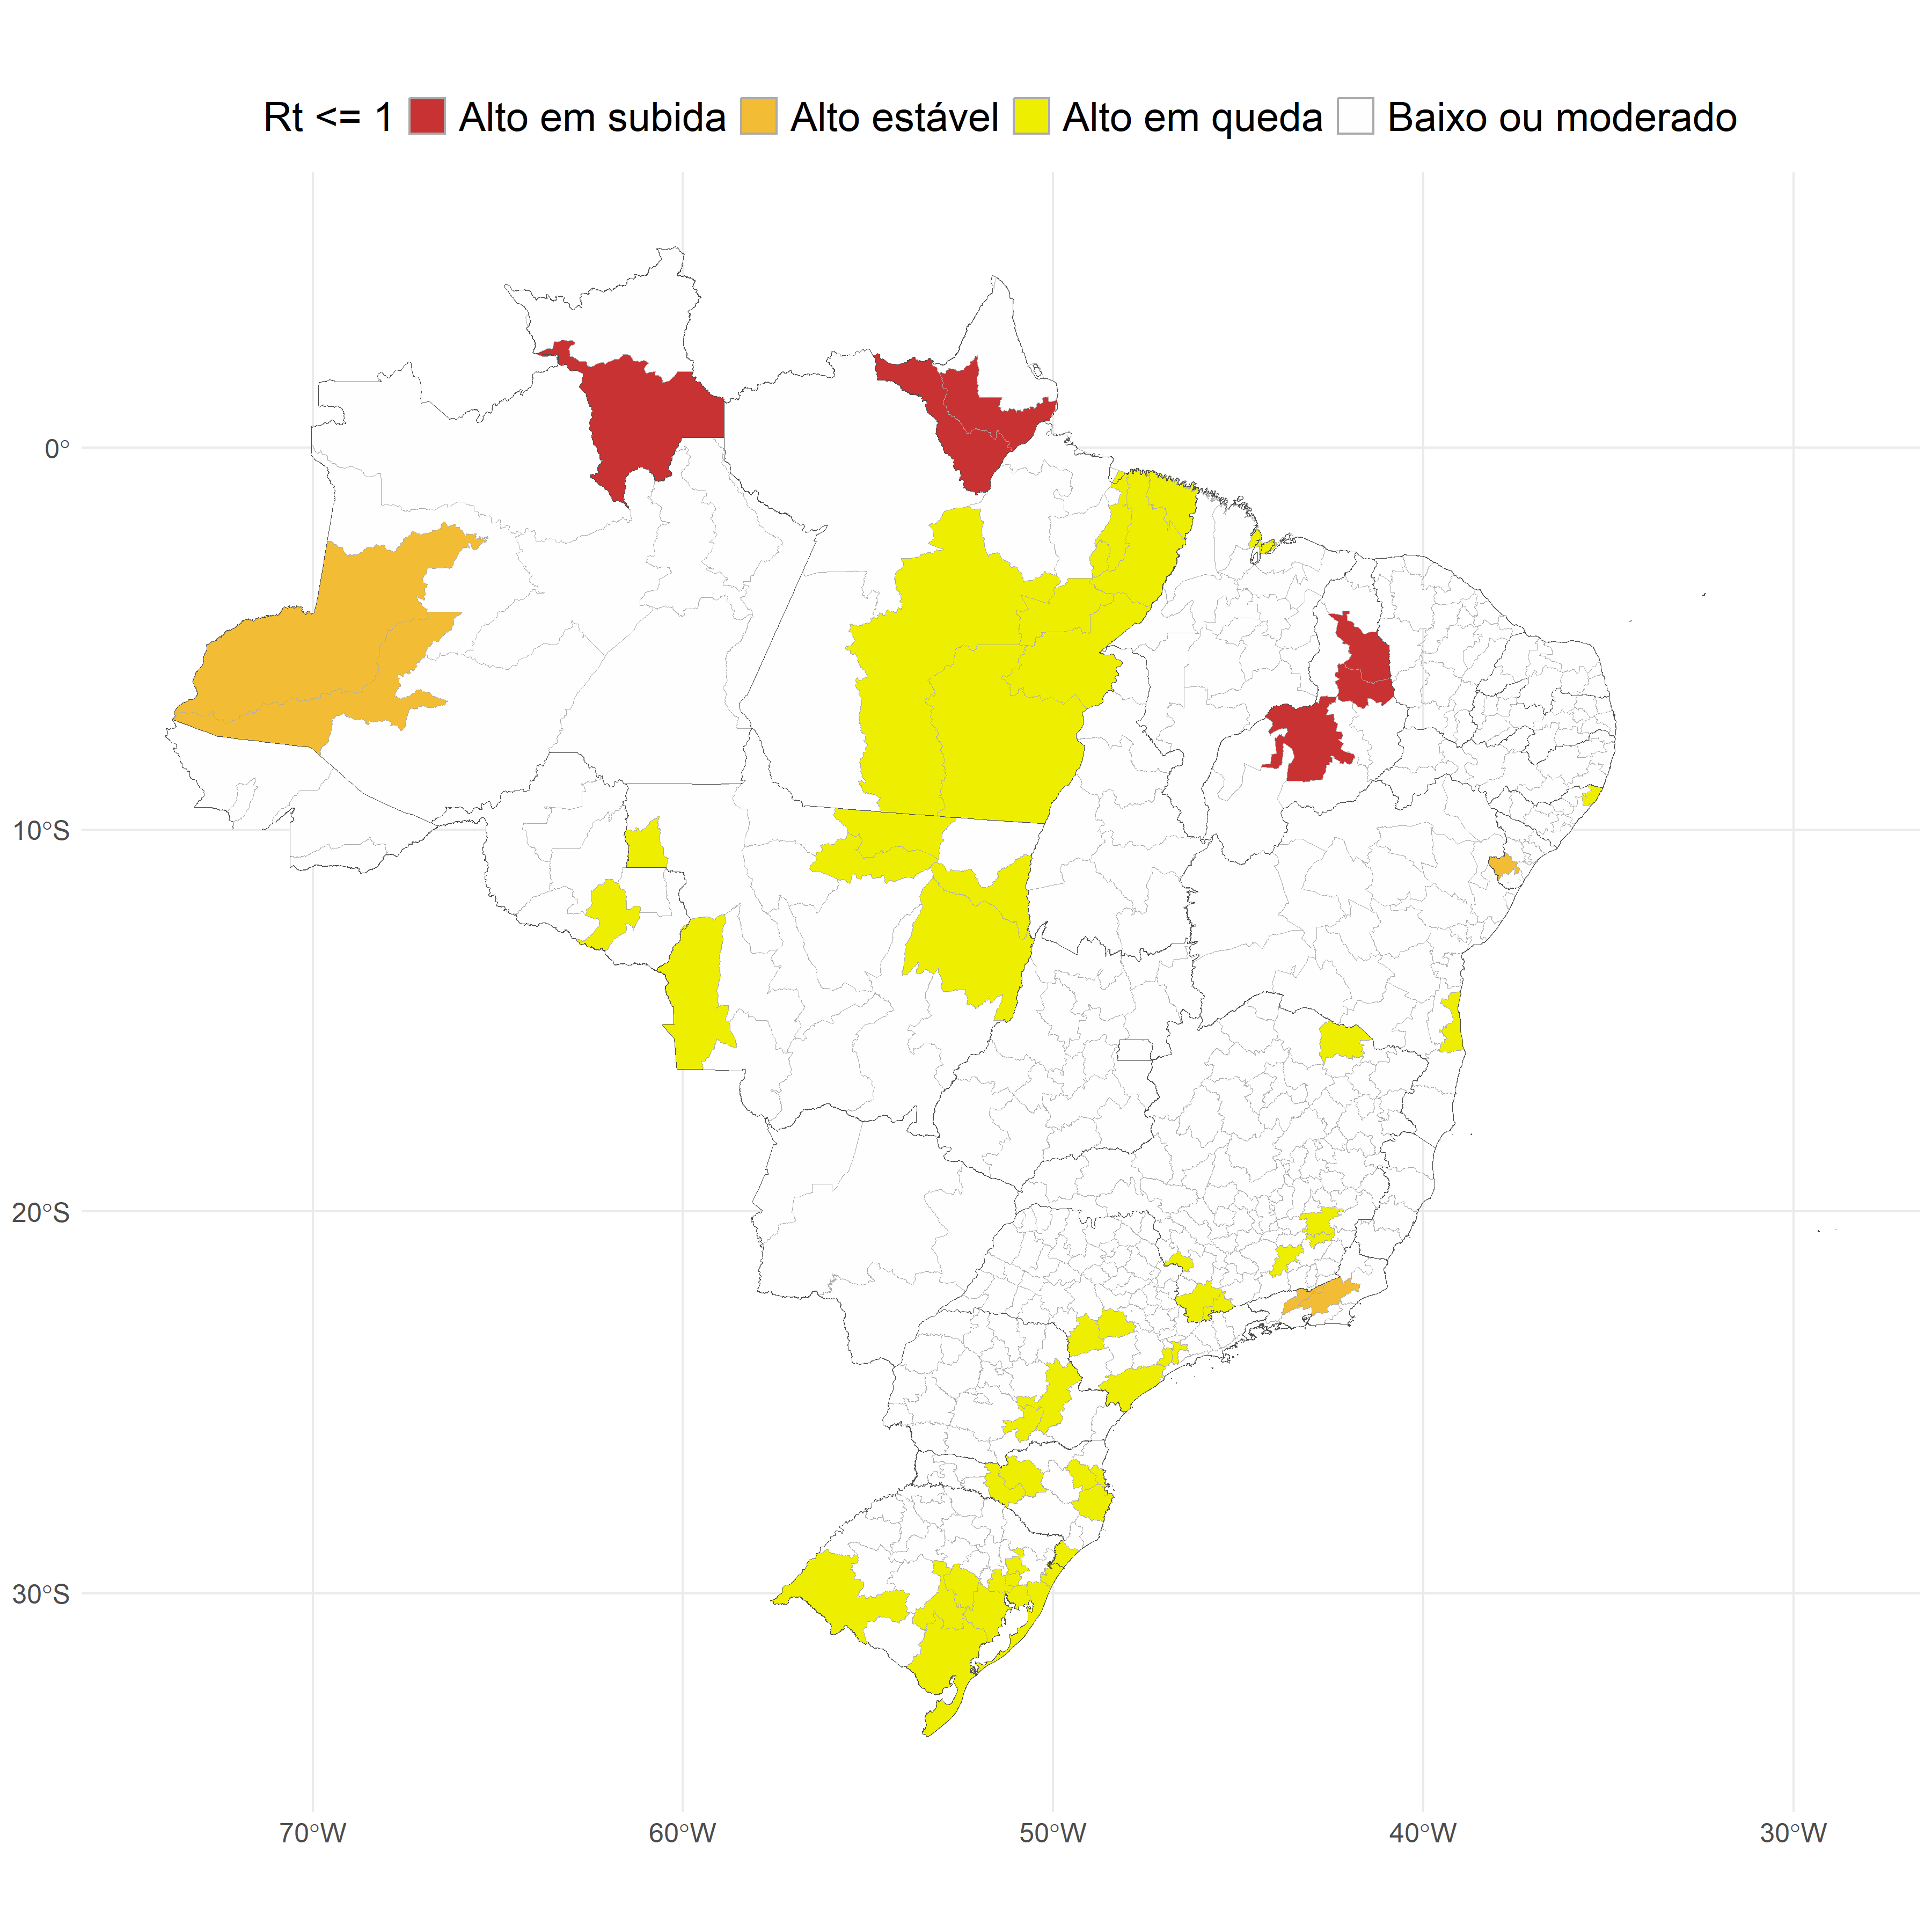 Rt <= 1 Alto em subida Alto estável Alto em queda Baixo ou moderado
0°
10°S
20°S
30°S
70°W 60°W 50°W 40°W 30°W